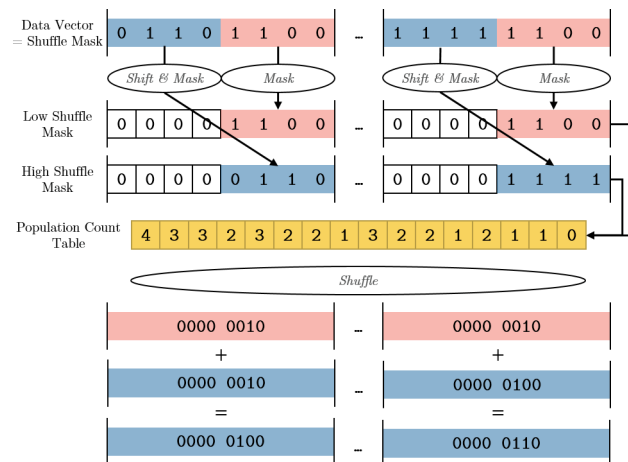 Data Vector
= Shuffle Mask
0 1 1 0 1 1 0 0 ... 1 1 1 1 1 1 0 0
Shift & Mask Mask Shift & Mask Mask
Low Shuffle
Mask
0 0 0 0 1 1 0 0 ... 0 0 0 0 1 1 0 0
High Shuffle
Mask
0 0 0 0 0 1 1 0 ... 0 0 0 0 1 1 1 1
Population Count
Table
4 3 3 2 3 2 2 1 3 2 2 1 2 1 1 0
Shuffle
0000 0010 ... 0000 0010
+ +
0000 0010 ... 0000 0100
= =
0000 0100 ... 0000 0110